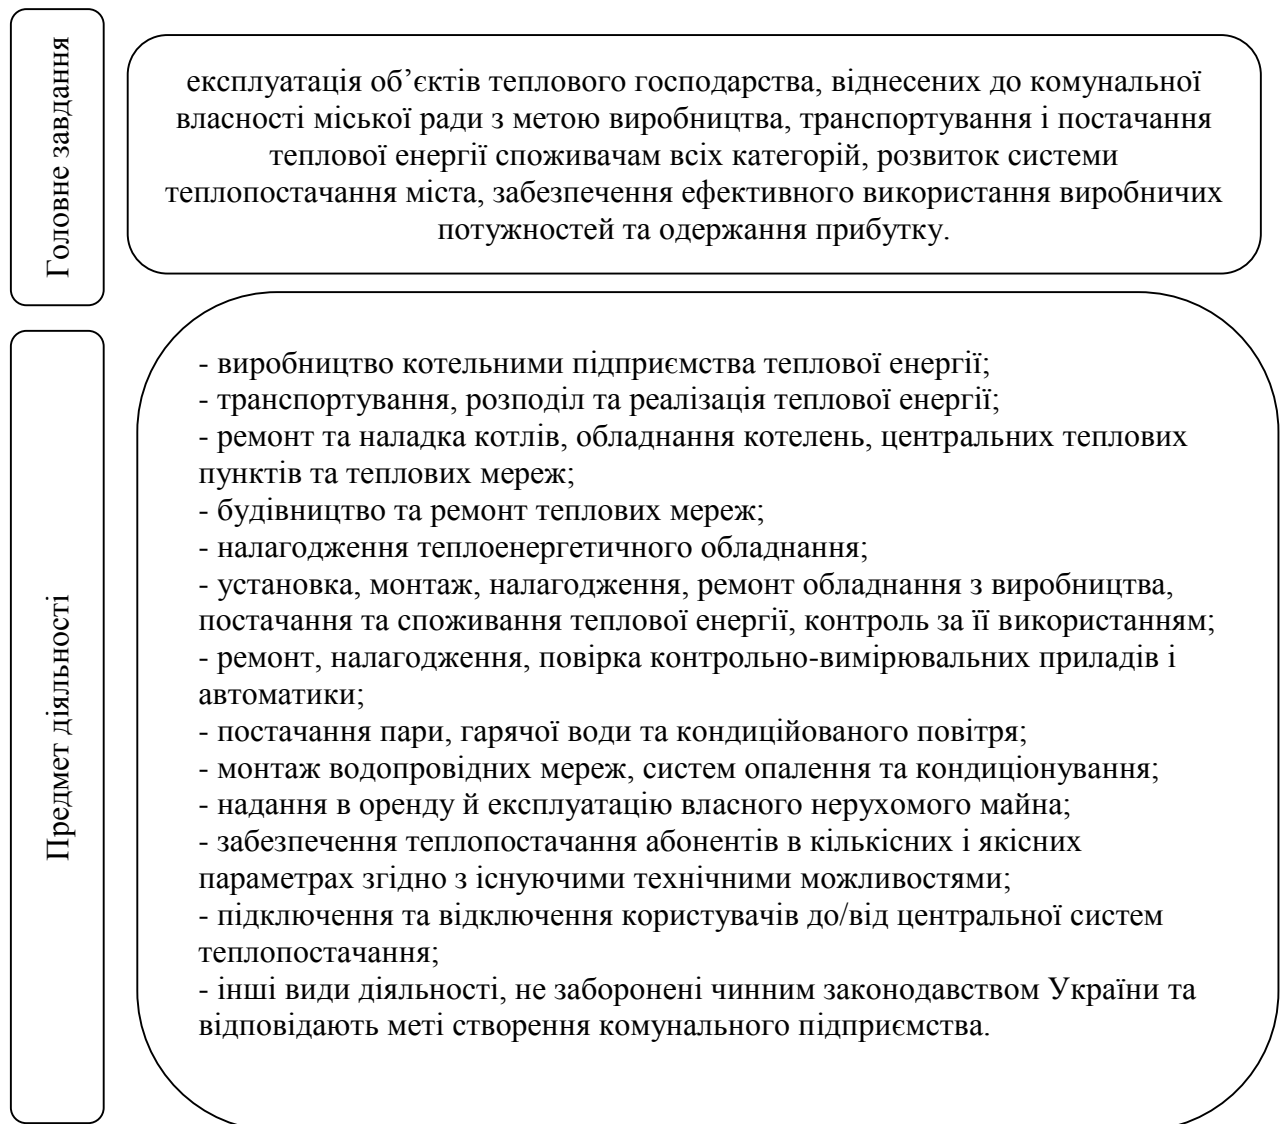 Головне завдання
експлуатація об’єктів теплового господарства, віднесених до комунальної
власності міської ради з метою виробництва, транспортування і постачання
теплової енергії споживачам всіх категорій, розвиток системи
теплопостачання міста, забезпечення ефективного використання виробничих
потужностей та одержання прибутку.
Предмет діяльності
- виробництво котельними підприємства теплової енергії;
- транспортування, розподіл та реалізація теплової енергії;
- ремонт та наладка котлів, обладнання котелень, центральних теплових
пунктів та теплових мереж;
- будівництво та ремонт теплових мереж;
- налагодження теплоенергетичного обладнання;
- установка, монтаж, налагодження, ремонт обладнання з виробництва,
постачання та споживання теплової енергії, контроль за її використанням;
- ремонт, налагодження, повірка контрольно-вимірювальних приладів і
автоматики;
- постачання пари, гарячої води та кондиційованого повітря;
- монтаж водопровідних мереж, систем опалення та кондиціонування;
- надання в оренду й експлуатацію власного нерухомого майна;
- забезпечення теплопостачання абонентів в кількісних і якісних
параметрах згідно з існуючими технічними можливостями;
- підключення та відключення користувачів до/від центральної систем
теплопостачання;
- інші види діяльності, не заборонені чинним законодавством України та
відповідають меті створення комунального підприємства.